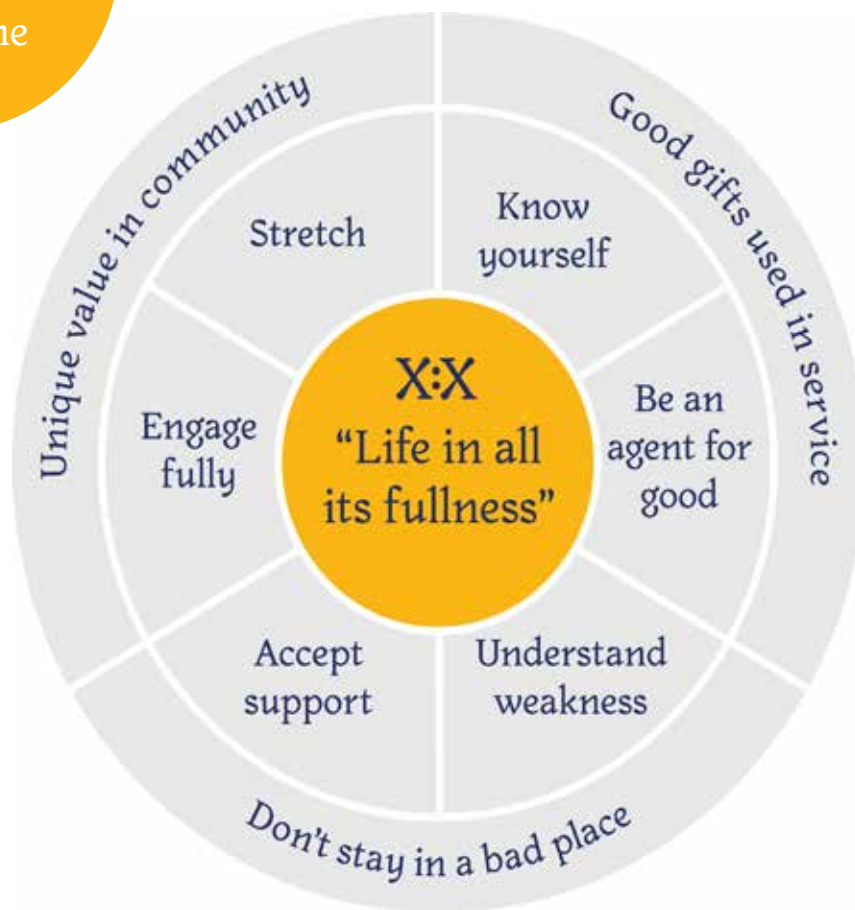 Unique value in community
Good gifts used in service
Stretch
Know
yourself
Engage
fully
X:X
“Life in all
its fullness”
Be an
agent for
good
Accept
support
Understand
weakness
Don't stay in a bad place